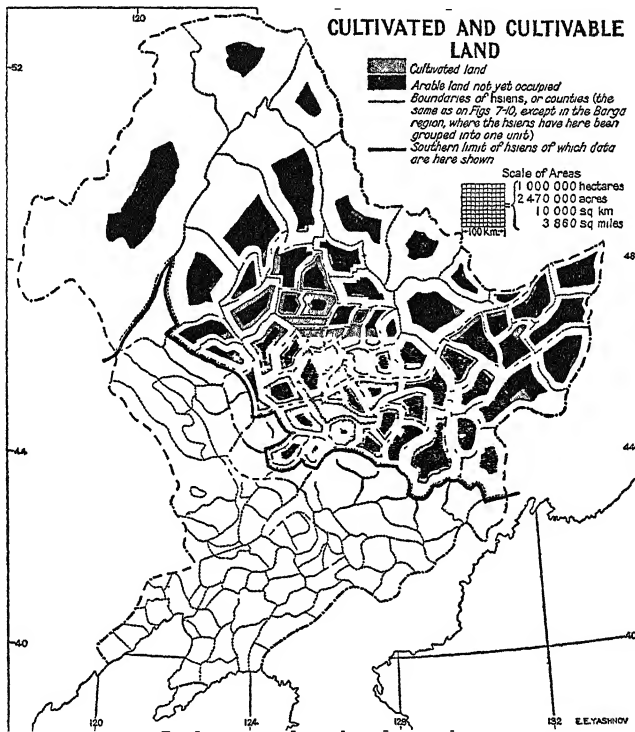 CULTIVATED AND CULTIVABLE
LAND
Cultivated land
Arable land not yet occupied
Boundaries of hsiens, or counties (the
same as on Figs 7-10, except in the Barga
region, where the hsiens have here been
grouped into one unit)
Southern limit of hsiens of which data
are here shown
Scale of Areas
1 000 000 hectares
2 470 000 acres
10 000 sq km
3 860 sq miles
100 Km.
120
52
48
44
44
40
40
120
124
128
132
E.E.YASHNOV